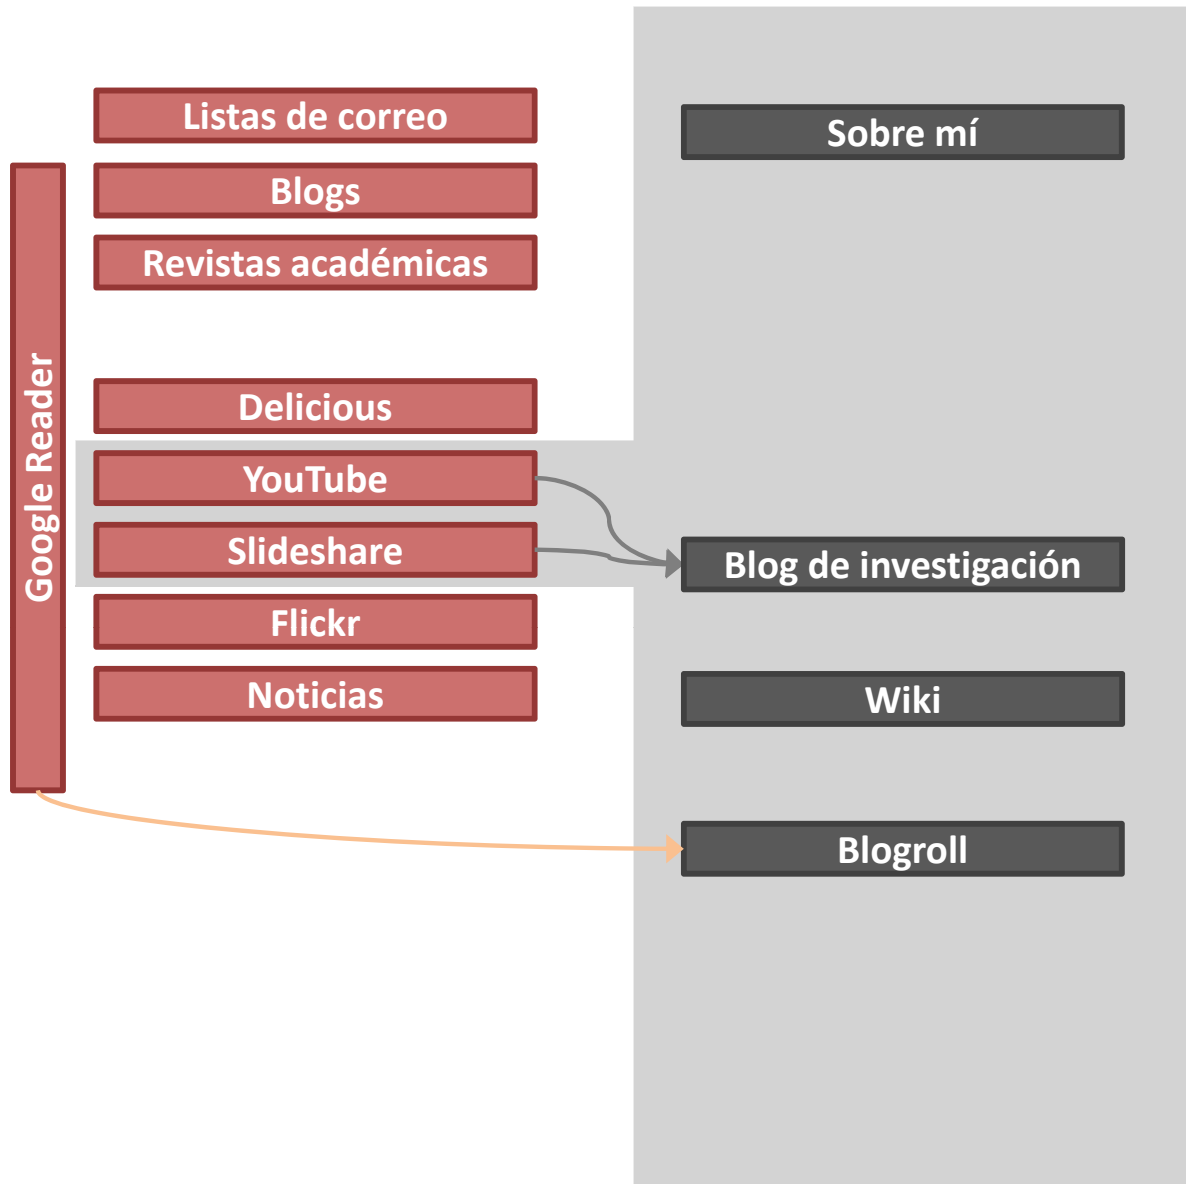 Listas de correo
Blogs
Revistas académicas
Google Reader
Delicious
YouTube
Slideshare
Flickr
Noticias
Sobre mí
Blog de investigación
Wiki
Blogroll